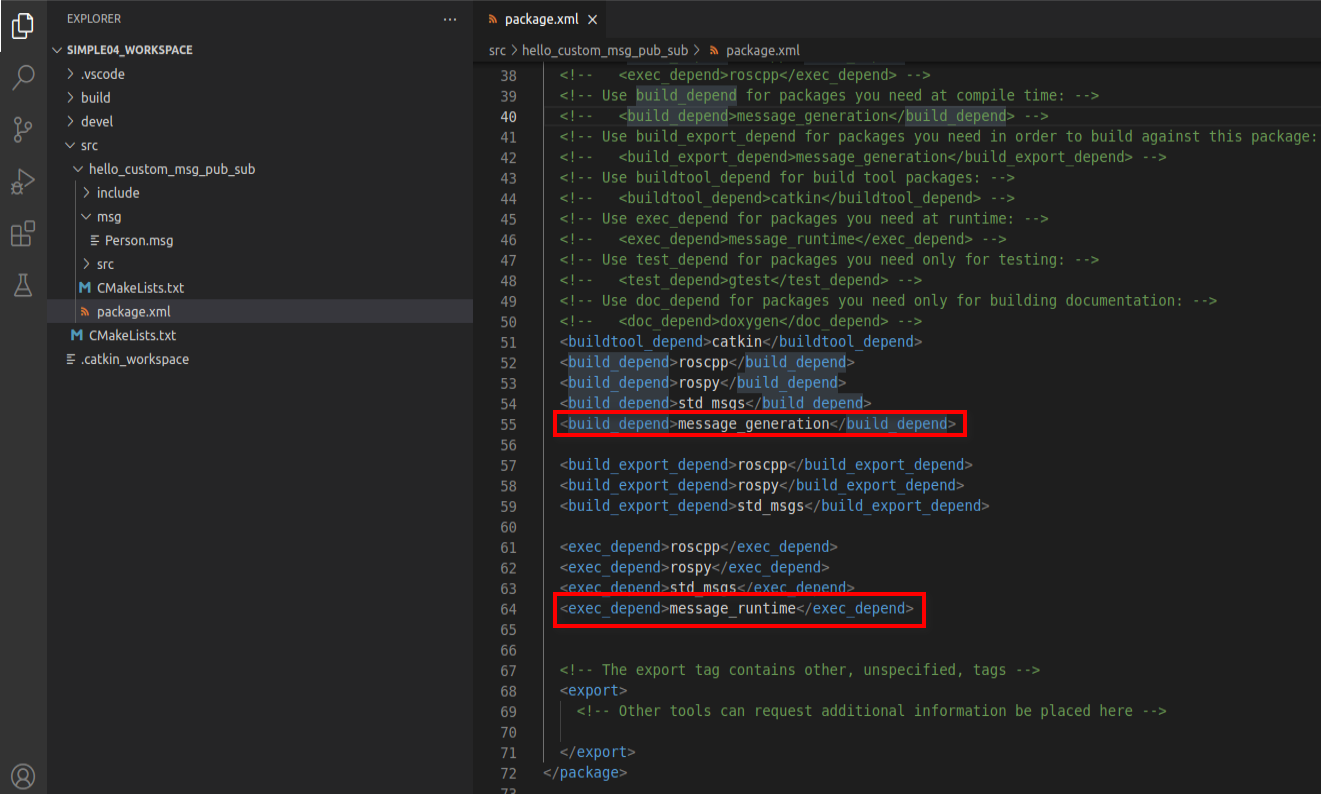 EXPLORER
···
SIMPLE04_WORKSPACE
.vscode
build
devel
src
hello_custom_msg_pub_sub
include
msg
Person.msg
src
CMakeLists.txt
package.xml
CMakeLists.txt
.catkin_workspace
package.xml
src > hello_custom_msg_pub_sub > package.xml
38 <!--   <exec_depend>roscpp</exec_depend> -->
39 <!-- Use build_depend for packages you need at compile time: -->
40 <!--   <build_depend>message_generation</build_depend> -->
41 <!-- Use build_export_depend for packages you need in order to build against this package:
42 <!--   <build_export_depend>message_generation</build_export_depend> -->
43 <!-- Use buildtool_depend for build tool packages: -->
44 <!--   <buildtool_depend>catkin</buildtool_depend> -->
45 <!-- Use exec_depend for packages you need at runtime: -->
46 <!--   <exec_depend>message_runtime</exec_depend> -->
47 <!-- Use test_depend for packages you need only for testing: -->
48 <!--   <test_depend>gtest</test_depend> -->
49 <!-- Use doc_depend for packages you need only for building documentation: -->
50 <!--   <doc_depend>doxygen</doc_depend> -->
51 <buildtool_depend>catkin</buildtool_depend>
52 <build_depend>roscpp</build_depend>
53 <build_depend>rospy</build_depend>
54 <build_depend>std_msgs</build_depend>
55 <build_depend>message_generation</build_depend>
56
57 <build_export_depend>roscpp</build_export_depend>
58 <build_export_depend>rospy</build_export_depend>
59 <build_export_depend>std_msgs</build_export_depend>
60
61 <exec_depend>roscpp</exec_depend>
62 <exec_depend>rospy</exec_depend>
63 <exec_depend>std_msgs</exec_depend>
64 <exec_depend>message_runtime</exec_depend>
65
66
67 <!-- The export tag contains other, unspecified, tags -->
68 <export>
69 <!-- Other tools can request additional information be placed here -->
70
71 </export>
72 </package>
73